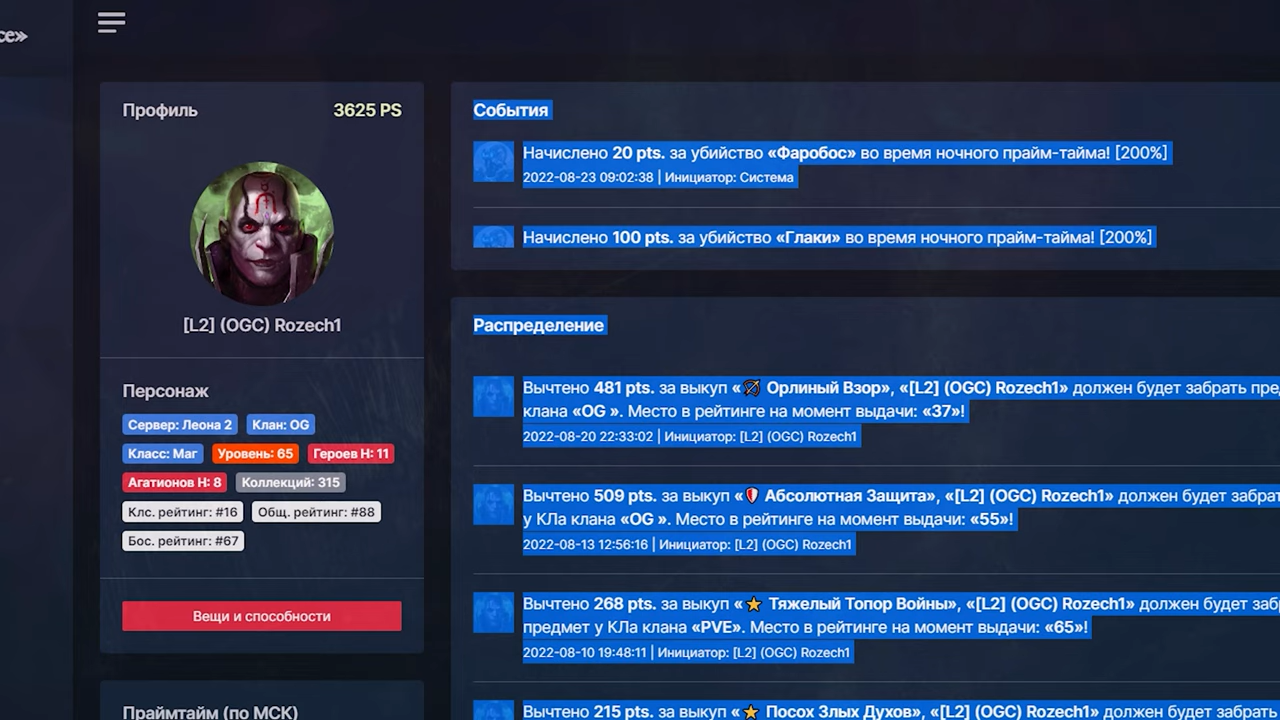 се»
Профиль
3625 PS
[L2] (OGC) Rozech1
Персонаж
Сервер: Леона 2
Клан: OG
Класс: Маг
Уровень: 65
Героев Н: 11
Агатионов Н: 8
Коллекций: 315
Клс. рейтинг: #16
Общ. рейтинг: #88
Бос. рейтинг: #67
Вещи и способности
Праймтайм (по МСК)
События
Начислено 20 pts. за убийство «Фаробос» во время ночного прайм-тайма! [200%]
2022-08-23 09:02:38 | Инициатор: Система
Начислено 100 pts. за убийство «Глаки» во время ночного прайм-тайма! [200%]
Распределение
Вычтено 481 pts. за выкуп « Орлиный Взор», «[L2] (OGC) Rozech1» должен будет забрать пред
клана «OG ». Место в рейтинге на момент выдачи: «37»!
2022-08-20 22:33:02 | Инициатор: [L2] (OGC) Rozech1
Вычтено 509 pts. за выкуп « Абсолютная Защита», «[L2] (OGC) Rozech1» должен будет забрат
у КЛа клана «OG ». Место в рейтинге на момент выдачи: «55»!
2022-08-13 12:56:16 | Инициатор: [L2] (OGC) Rozech1
Вычтено 268 pts. за выкуп « Тяжелый Топор Войны», «[L2] (OGC) Rozech1» должен будет заб
предмет у КЛа клана «PVE». Место в рейтинге на момент выдачи: «65»!
2022-08-10 19:48:11 | Инициатор: [L2] (OGC) Rozech1
Вычтено 215 pts. за выкуп « Посох Злых Духов», «[L2] (OGC) Rozech1» должен будет забрать